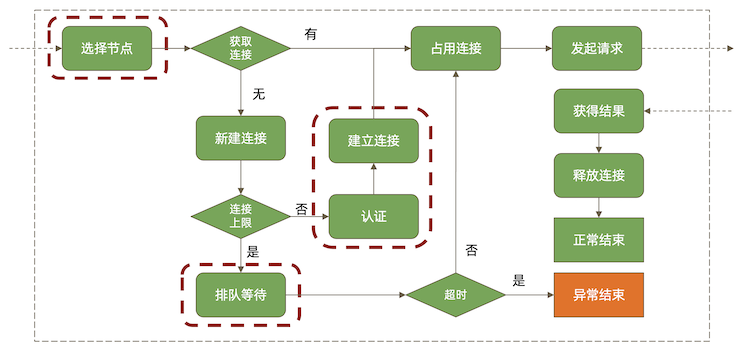 选择节点
获取
连接
有
占用连接
发起请求
无
获得结果
新建连接
建立连接
释放连接
连接
上限
否
认证
正常结束
是
否
排队等待
超时
是
异常结束